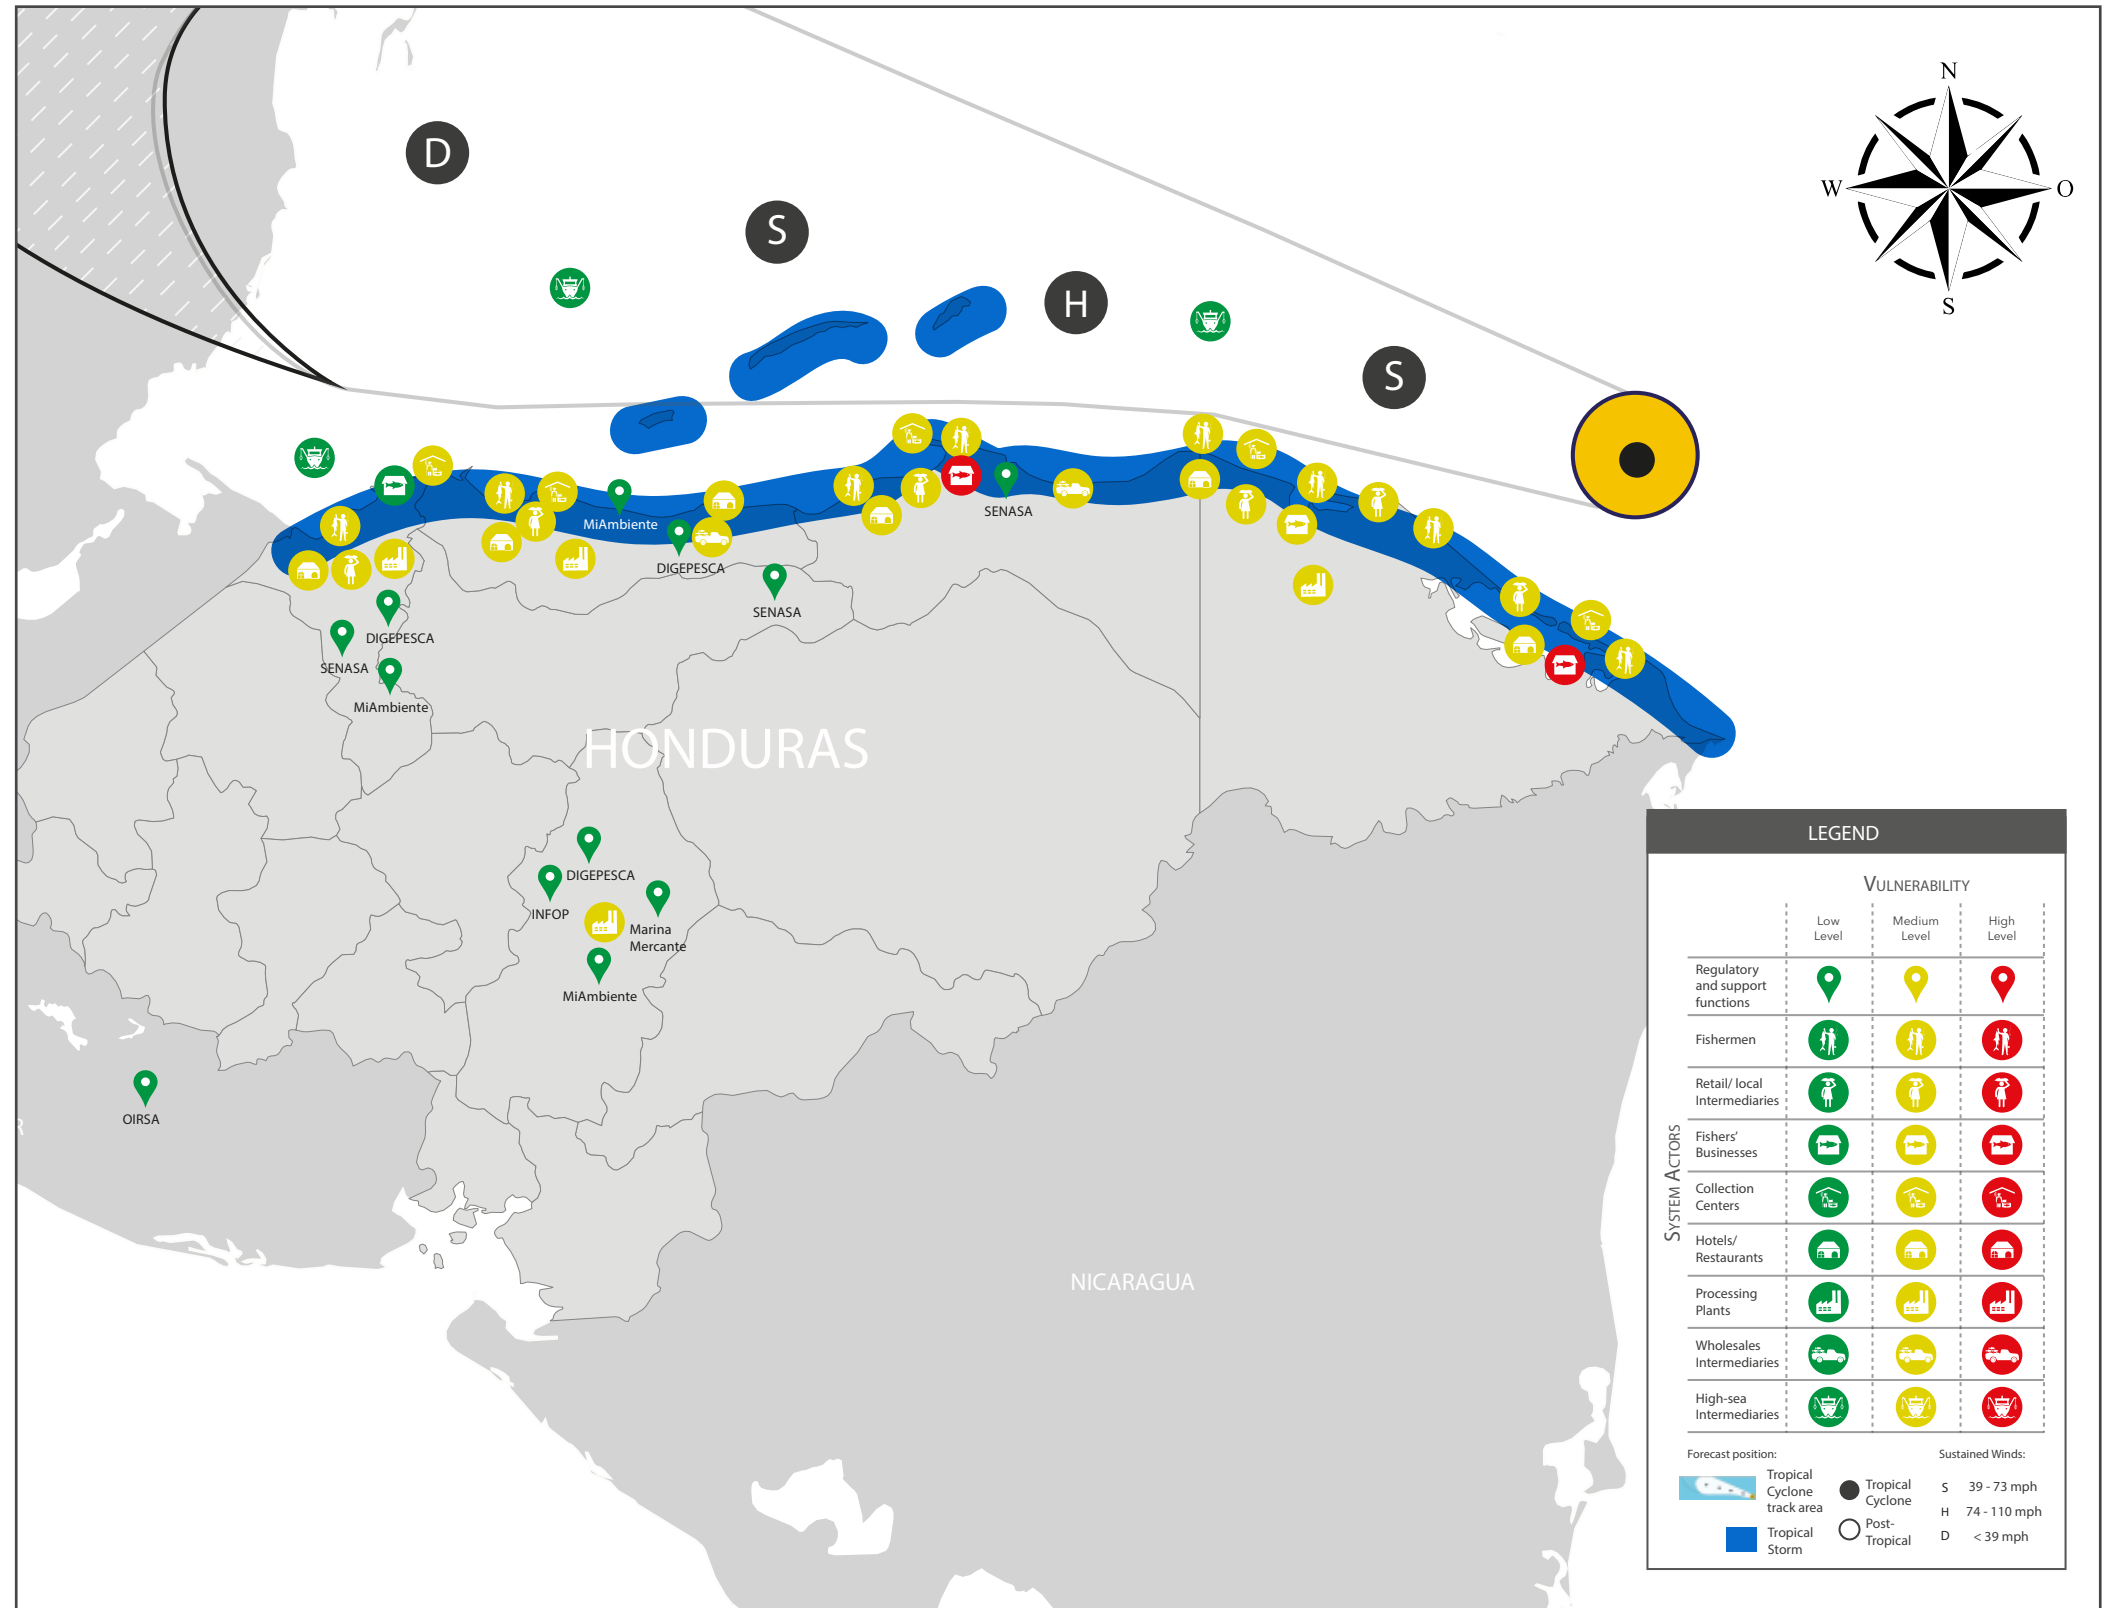 N
W
O
S
D
S
H
S
MiAmbiente
SENASA
DIGEPESCA
SENASA
DIGEPESCA
SENASA
MiAmbiente
HONDURAS
DIGEPESCA
INFOP
Marina
Mercante
MiAmbiente
OIRSA
R
NICARAGUA
LEGEND
VULNERABILITY
Low
Level
Medium
Level
High
Level
SYSTEM ACTORS
Regulatory
and support
functions
Fishermen
Retail/ local
Intermediaries
Fishers'
Businesses
Collection
Centers
Hotels/
Restaurants
Processing
Plants
Wholesales
Intermediaries
High-sea
Intermediaries
Forecast position:
Sustained Winds:
Tropical
Cyclone
track area
Tropical
Storm
Tropical
Cyclone
Post-
Tropical
S 39 - 73 mph
H 74 - 110 mph
D < 39 mph